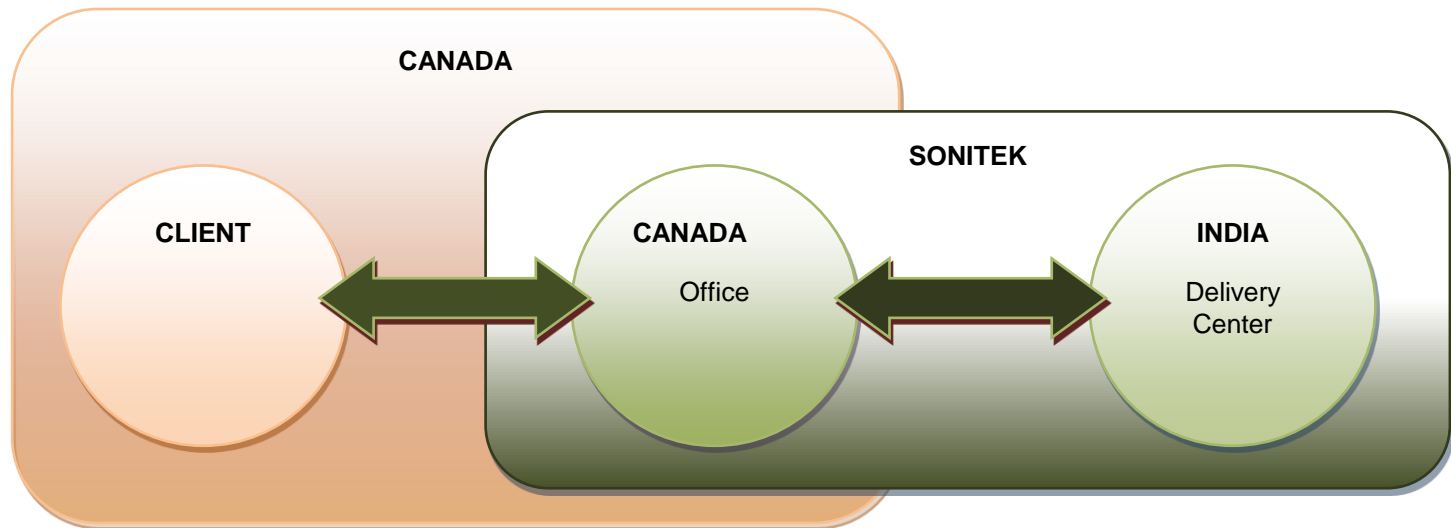 CANADA
SONITEK
CLIENT
CANADA
Office
INDIA
Delivery
Center